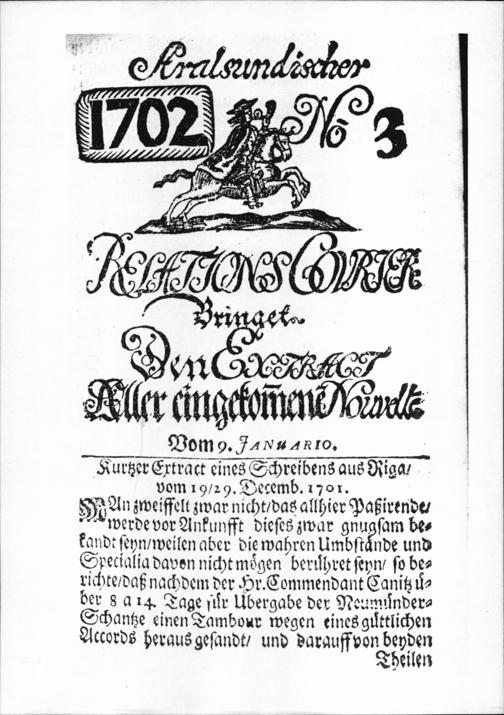 Stralsundischer
1702
No 3
RELATIONS COURIER
Bringet
Den EXTRACT
Aller eingekom̃enē Nouvellē
Vom 9. JANUARIO.
Kurtzer Extract eines Schreibens aus Riga/
vom 19/29. Decemb. 1701.
MAn zweiffelt zwar nicht/das allhier Paßirende/
werde vor Ankunfft dieses zwar gnugsam be-
kandt seyn/weilen aber die wahren Umbstände und
Specialia davon nicht mögen berühret seyn/ so be-
richte/daß nachdem der Hr. Commendant Canitz ü-
ber 8 a 14. Tage für Ubergabe der Neumünder-
Schantze einen Tambour wegen eines güttlichen
Accords heraus gesandt/ und darauff von beyden
Theilen